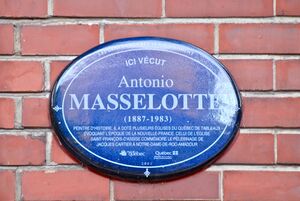 ICI VÉCUT
Antonio
MASSELOTTE
(1887-1983)
PEINTRE D'HISTOIRE, IL A DOTÉ PLUSIEURS ÉGLISES DU QUÉBEC DE TABLEAUX
ÉVOQUANT L'ÉPOQUE DE LA NOUVELLE-FRANCE. CELUI DE L'ÉGLISE
SAINT-FRANÇOIS-D'ASSISE COMMÉMORE LE PÈLERINAGE DE
JACQUES CARTIER À NOTRE-DAME-DE-ROC-AMADOUR
Québec